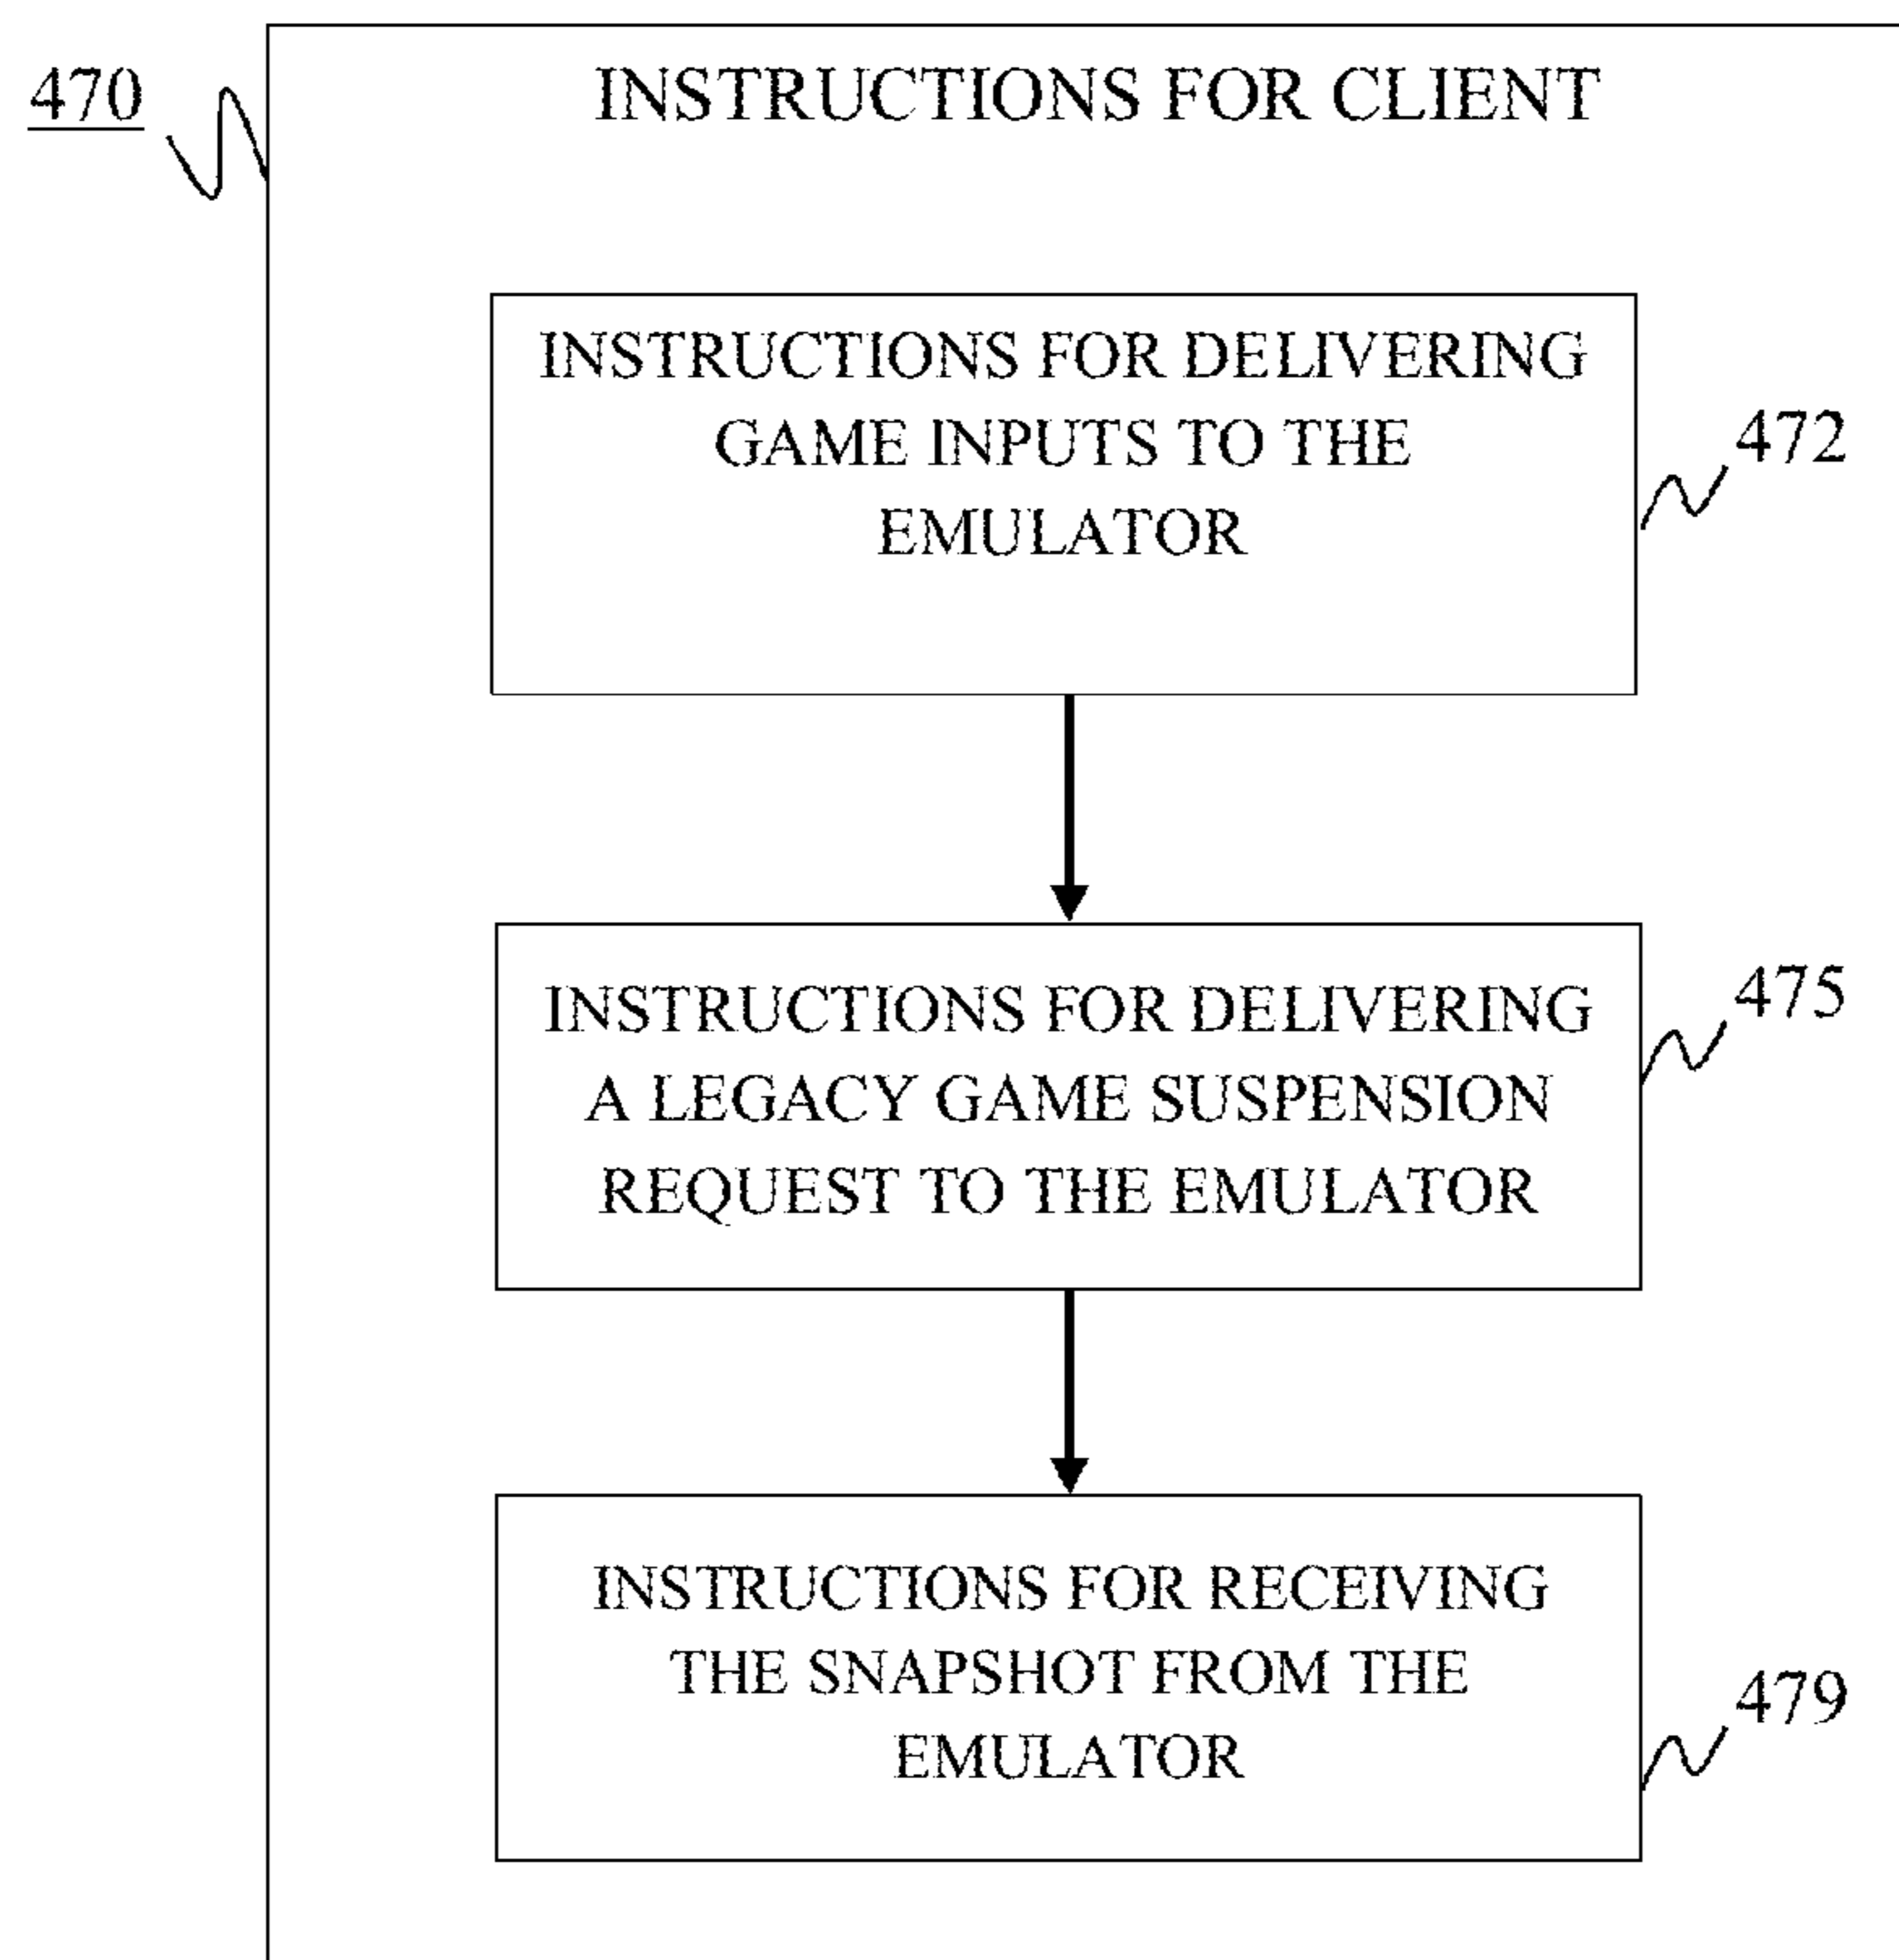 470
INSTRUCTIONS FOR CLIENT
INSTRUCTIONS FOR DELIVERING
GAME INPUTS TO THE
EMULATOR
472
INSTRUCTIONS FOR DELIVERING
A LEGACY GAME SUSPENSION
REQUEST TO THE EMULATOR
475
INSTRUCTIONS FOR RECEIVING
THE SNAPSHOT FROM THE
EMULATOR
479